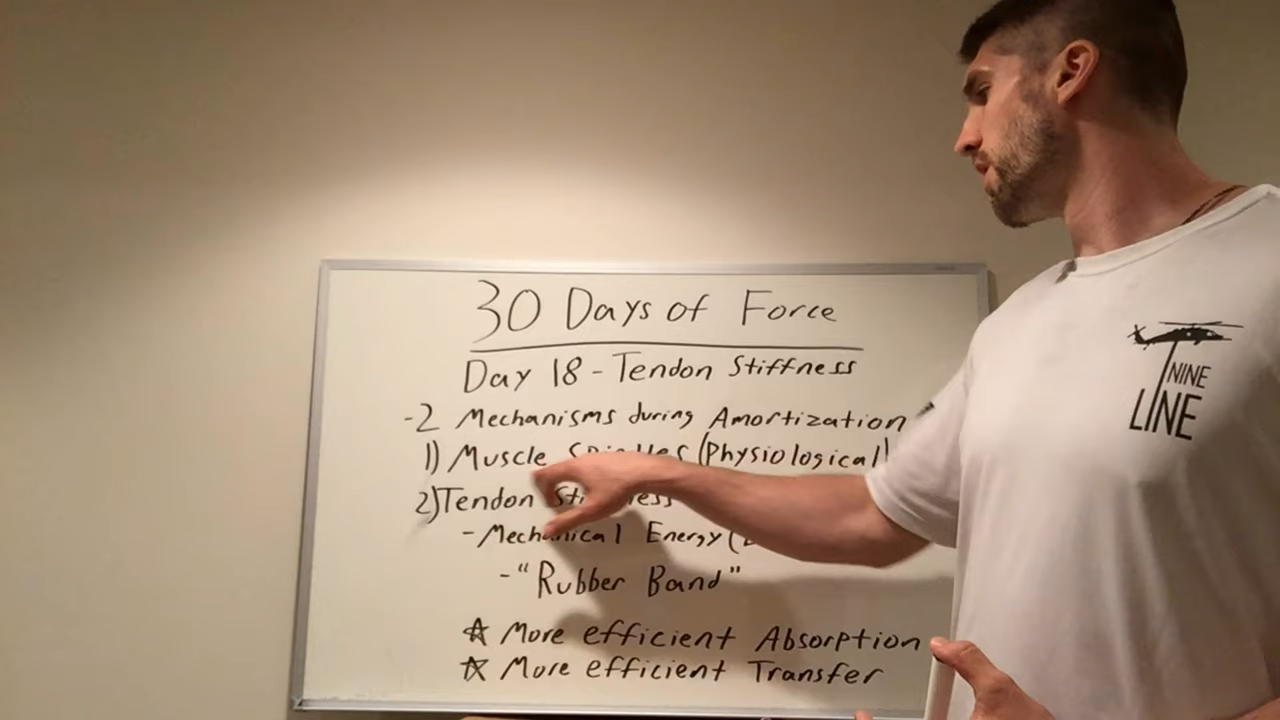 30 Days of Force
Day 18 - Tendon Stiffness
-2 Mechanisms during Amortization
1) Muscle (Physiological)
2) Tendon
- Mechanical Energy (
- "Rubber Band"
☆ More efficient Absorption
☆ More efficient Transfer
NINE
LINE